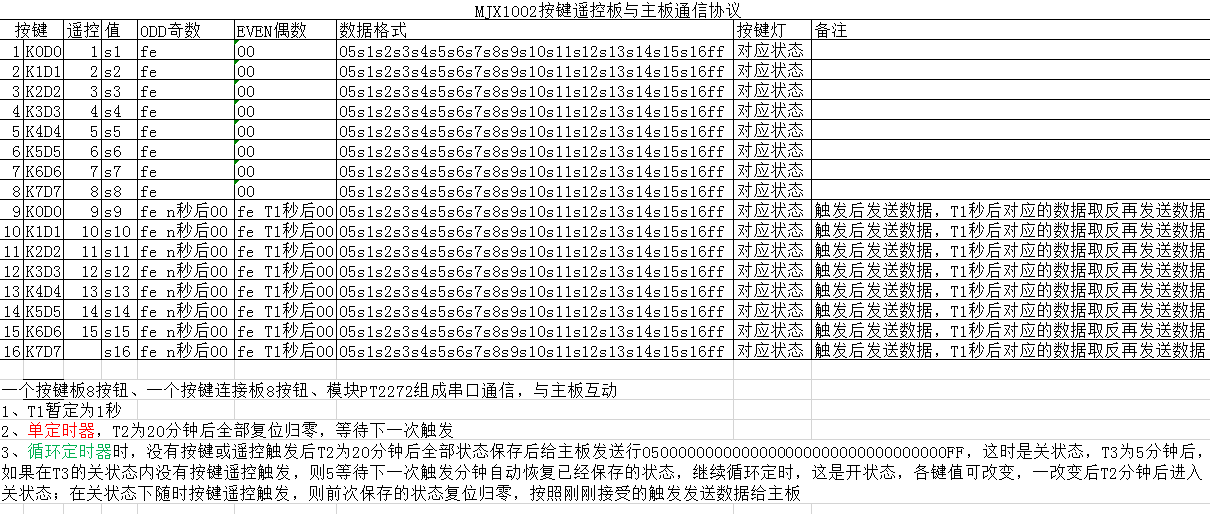 MJX1002按键遥控板与主板通信协议
按键 遥控 值 ODD奇数 EVEN偶数 数据格式 按键灯 备注
1 K0D0 1 s1 fe 00 05s1s2s3s4s5s6s7s8s9s10s11s12s13s14s15s16ff 对应状态
2 K1D1 2 s2 fe 00 05s1s2s3s4s5s6s7s8s9s10s11s12s13s14s15s16ff 对应状态
3 K2D2 3 s3 fe 00 05s1s2s3s4s5s6s7s8s9s10s11s12s13s14s15s16ff 对应状态
4 K3D3 4 s4 fe 00 05s1s2s3s4s5s6s7s8s9s10s11s12s13s14s15s16ff 对应状态
5 K4D4 5 s5 fe 00 05s1s2s3s4s5s6s7s8s9s10s11s12s13s14s15s16ff 对应状态
6 K5D5 6 s6 fe 00 05s1s2s3s4s5s6s7s8s9s10s11s12s13s14s15s16ff 对应状态
7 K6D6 7 s7 fe 00 05s1s2s3s4s5s6s7s8s9s10s11s12s13s14s15s16ff 对应状态
8 K7D7 8 s8 fe 00 05s1s2s3s4s5s6s7s8s9s10s11s12s13s14s15s16ff 对应状态
9 K0D0 9 s9 fe n秒后00 fe T1秒后00 05s1s2s3s4s5s6s7s8s9s10s11s12s13s14s15s16ff 对应状态 触发后发送数据，T1秒后对应的数据取反再发送数据
10 K1D1 10 s10 fe n秒后00 fe T1秒后00 05s1s2s3s4s5s6s7s8s9s10s11s12s13s14s15s16ff 对应状态 触发后发送数据，T1秒后对应的数据取反再发送数据
11 K2D2 11 s11 fe n秒后00 fe T1秒后00 05s1s2s3s4s5s6s7s8s9s10s11s12s13s14s15s16ff 对应状态 触发后发送数据，T1秒后对应的数据取反再发送数据
12 K3D3 12 s12 fe n秒后00 fe T1秒后00 05s1s2s3s4s5s6s7s8s9s10s11s12s13s14s15s16ff 对应状态 触发后发送数据，T1秒后对应的数据取反再发送数据
13 K4D4 13 s13 fe n秒后00 fe T1秒后00 05s1s2s3s4s5s6s7s8s9s10s11s12s13s14s15s16ff 对应状态 触发后发送数据，T1秒后对应的数据取反再发送数据
14 K5D5 14 s14 fe n秒后00 fe T1秒后00 05s1s2s3s4s5s6s7s8s9s10s11s12s13s14s15s16ff 对应状态 触发后发送数据，T1秒后对应的数据取反再发送数据
15 K6D6 15 s15 fe n秒后00 fe T1秒后00 05s1s2s3s4s5s6s7s8s9s10s11s12s13s14s15s16ff 对应状态 触发后发送数据，T1秒后对应的数据取反再发送数据
16 K7D7 s16 fe n秒后00 fe T1秒后00 05s1s2s3s4s5s6s7s8s9s10s11s12s13s14s15s16ff 对应状态 触发后发送数据，T1秒后对应的数据取反再发送数据
一个按键板8按钮、一个按键连接板8按钮、模块PT2272组成串口通信，与主板互动
1、T1暂定为1秒
2、单定时器，T2为20分钟后全部复位归零，等待下一次触发
3、循环定时器时，没有按键或遥控触发后T2为20分钟后全部状态保存后给主板发送行0500000000000000000000000000000000FF，这时是关状态，T3为5分钟后，
如果在T3的关状态内没有按键遥控触发，则5等待下一次触发分钟自动恢复已经保存的状态，继续循环定时，这是开状态，各键值可改变，一改变后T2分钟后进入
关状态；在关状态下随时按键遥控触发，则前次保存的状态复位归零，按照刚刚接受的触发发送数据给主板